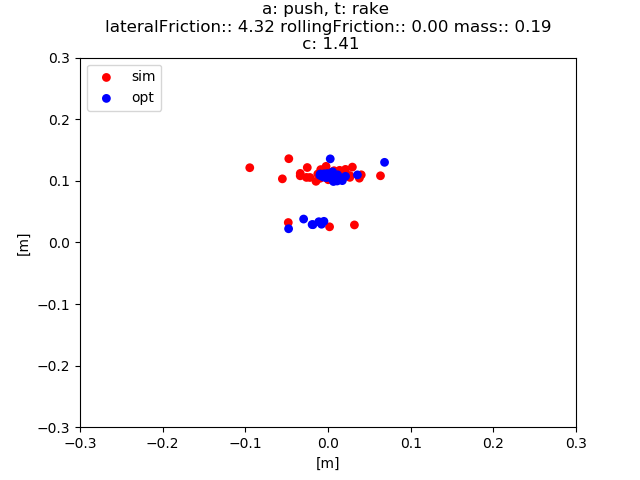 a: push, t: rake
lateralFriction:: 4.32 rollingFriction:: 0.00 mass:: 0.19
c: 1.41
sim
opt
0.3
0.2
0.1
0.0
−0.1
−0.2
−0.3
[m]
−0.3 −0.2 −0.1 0.0 0.1 0.2 0.3
[m]